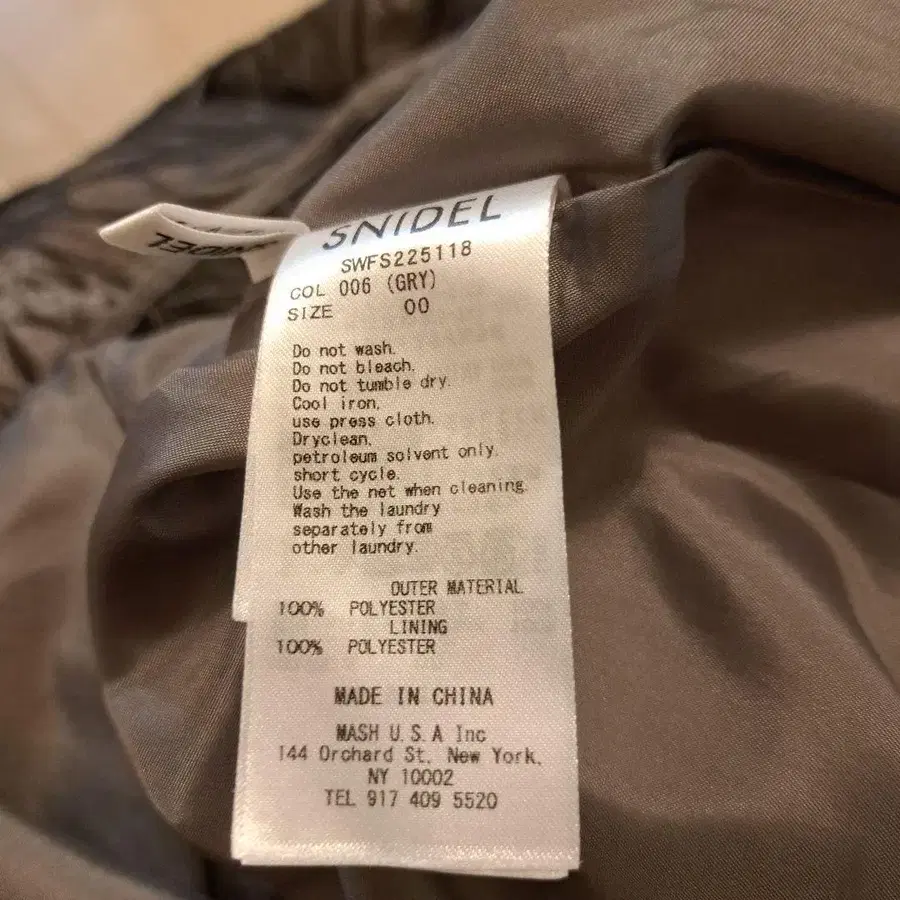 SNIDEL
SWFS225118
COL 006 (GRY)
SIZE 00
Do not wash.
Do not bleach.
Do not tumble dry.
Cool iron.
use press cloth.
Dryclean.
petroleum solvent only.
short cycle.
Use the net when cleaning.
Wash the laundry
separately from
other laundry.
OUTER MATERIAL
100% POLYESTER
LINING
100% POLYESTER
MADE IN CHINA
MASH U.S.A Inc
144 Orchard St. New York,
NY 10002
TEL 917 409 5520